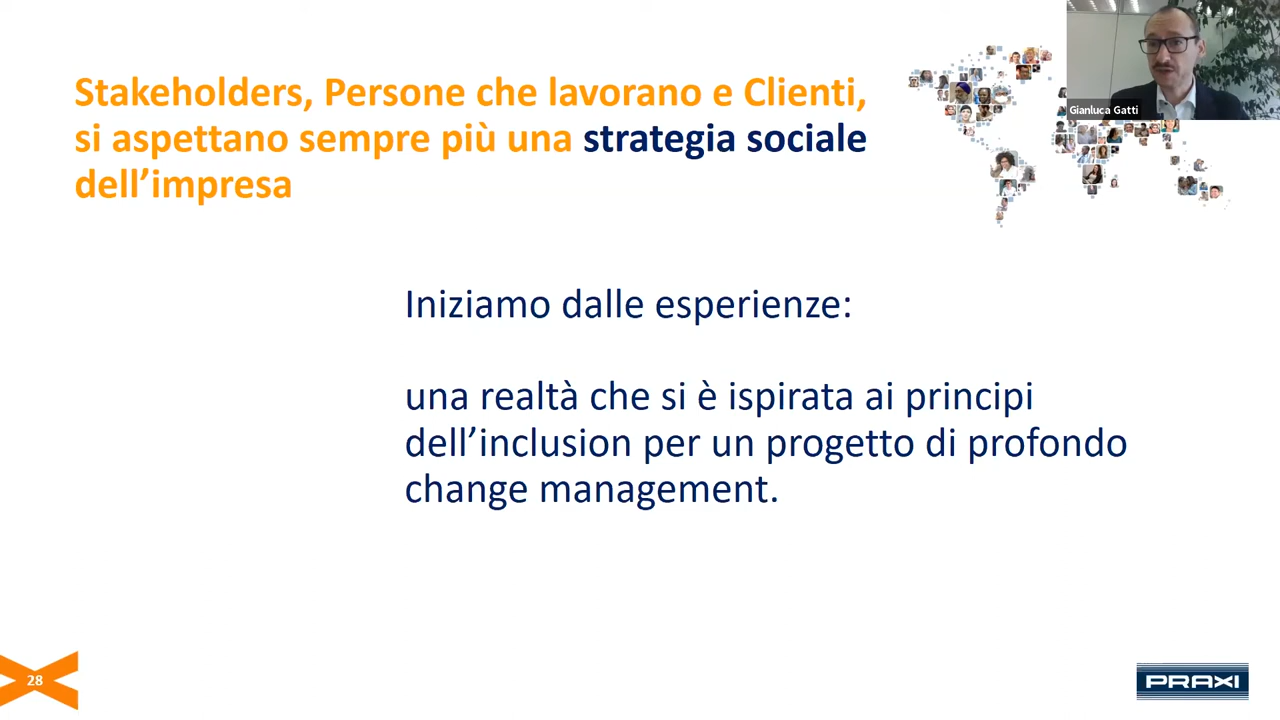 Stakeholders, Persone che lavorano e Clienti,
si aspettano sempre più una strategia sociale
dell’impresa
Gianluca Gatti
Iniziamo dalle esperienze:
una realtà che si è ispirata ai principi
dell’inclusion per un progetto di profondo
change management.
28
PRAXI